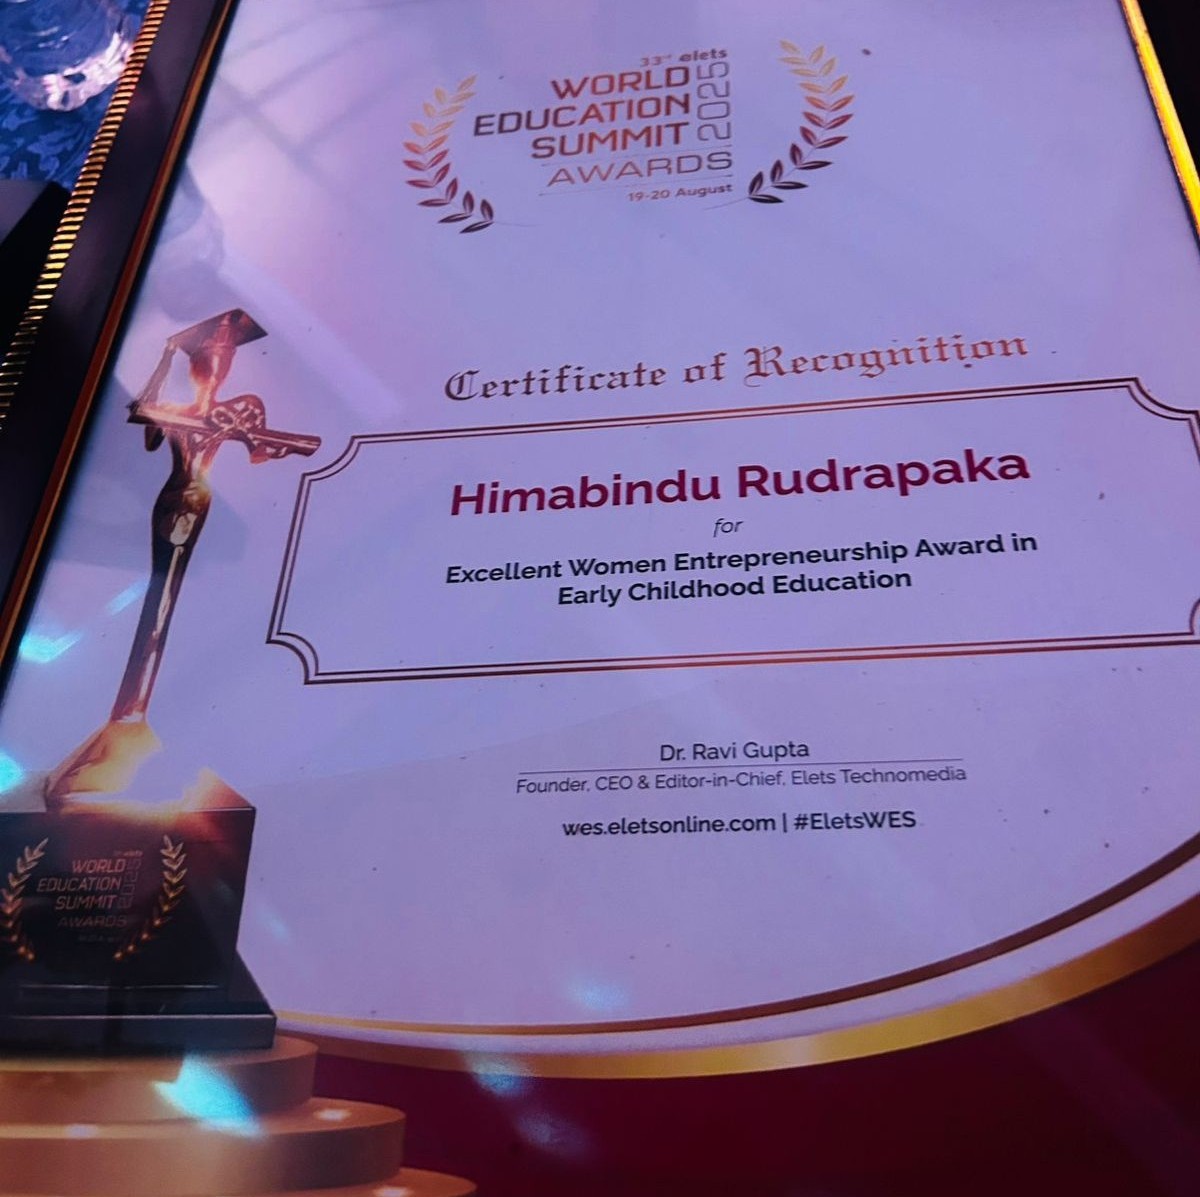 33rd elets
WORLD
EDUCATION
SUMMIT
2025
AWARDS
19-20 August
Certificate of Recognition
Himabindu Rudrapaka
for
Excellent Women Entrepreneurship Award in
Early Childhood Education
Dr. Ravi Gupta
Founder, CEO & Editor-in-Chief, Elets Technomedia
wes.eletsonline.com | #EletsWES
WORLD
EDUCATION
SUMMIT
2025
AWARDS